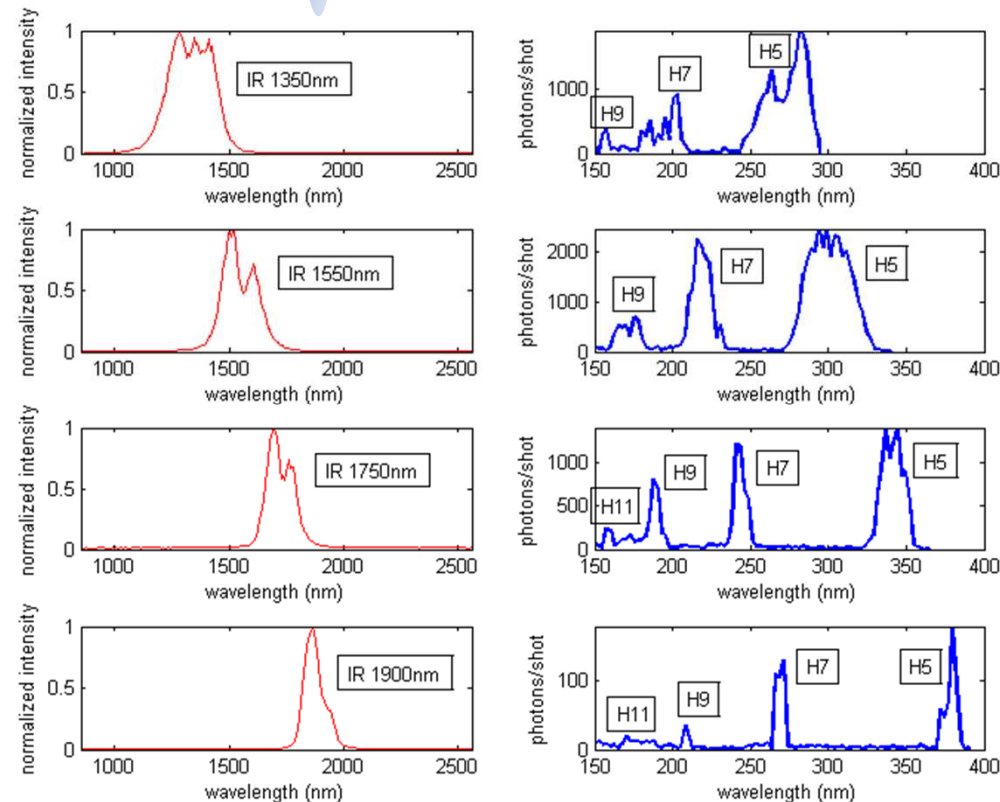 normalized intensity
1
0.5
0
1000
1500
2000
2500
wavelength (nm)
IR 1350nm
photons/shot
1000
0
150
200
250
300
350
400
wavelength (nm)
H9
H7
H5
normalized intensity
1
0.5
0
1000
1500
2000
2500
wavelength (nm)
IR 1550nm
photons/shot
2000
1000
0
150
200
250
300
350
400
wavelength (nm)
H9
H7
H5
normalized intensity
1
0.5
0
1000
1500
2000
2500
wavelength (nm)
IR 1750nm
photons/shot
1000
500
0
150
200
250
300
350
400
wavelength (nm)
H11
H9
H7
H5
normalized intensity
1
0.5
0
1000
1500
2000
2500
wavelength (nm)
IR 1900nm
photons/shot
100
0
150
200
250
300
350
400
wavelength (nm)
H11
H9
H7
H5